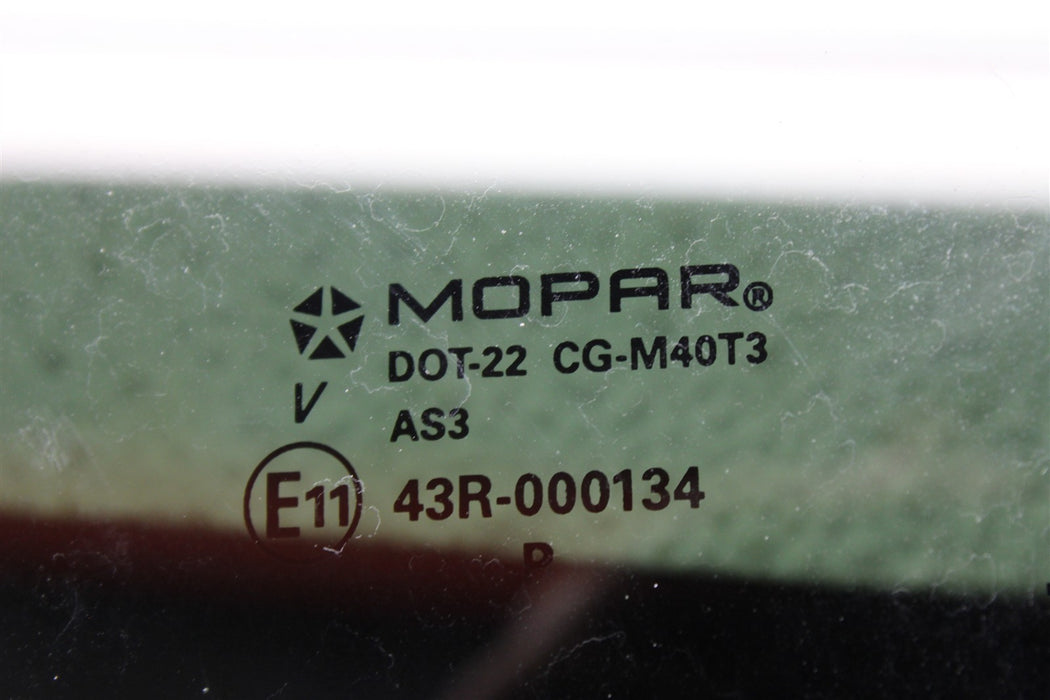 MOPAR®
DOT-22 CG-M40T3
V
AS3
E11 43R-000134
P